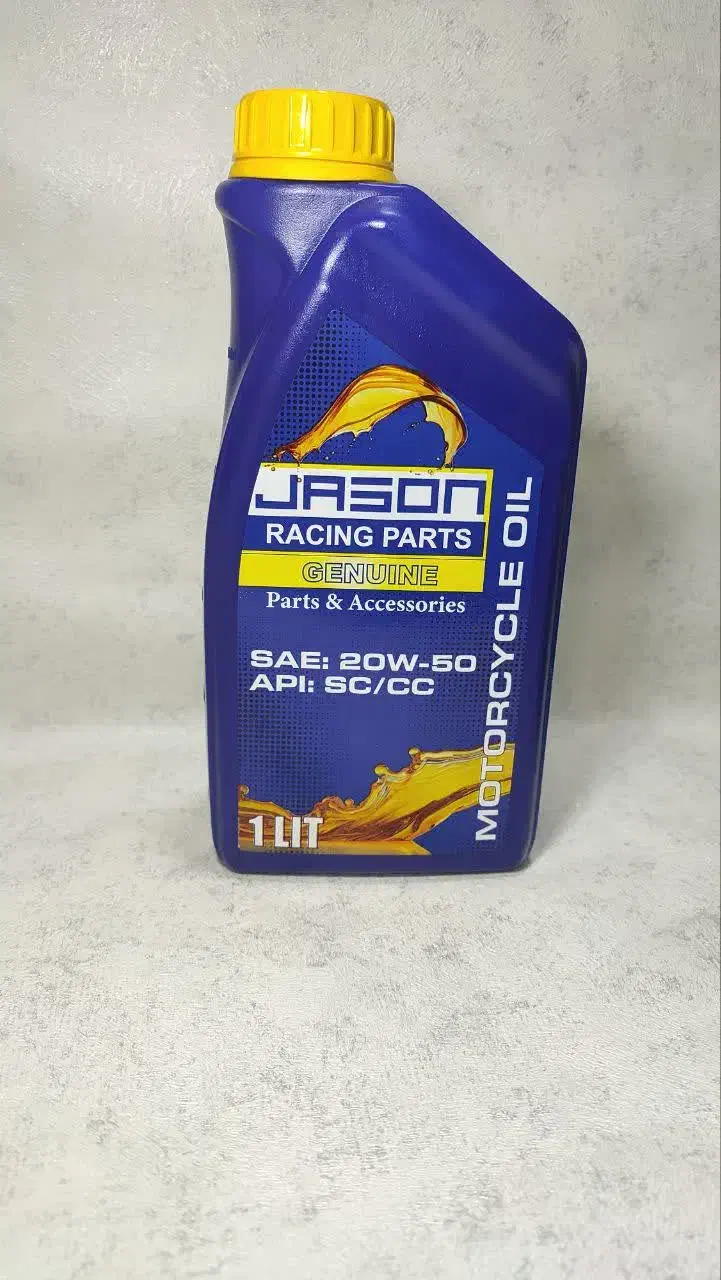 JASON
RACING PARTS
GENUINE
Parts & Accessories
SAE: 20W-50
API: SC/CC
1 LIT
MOTORCYCLE OIL